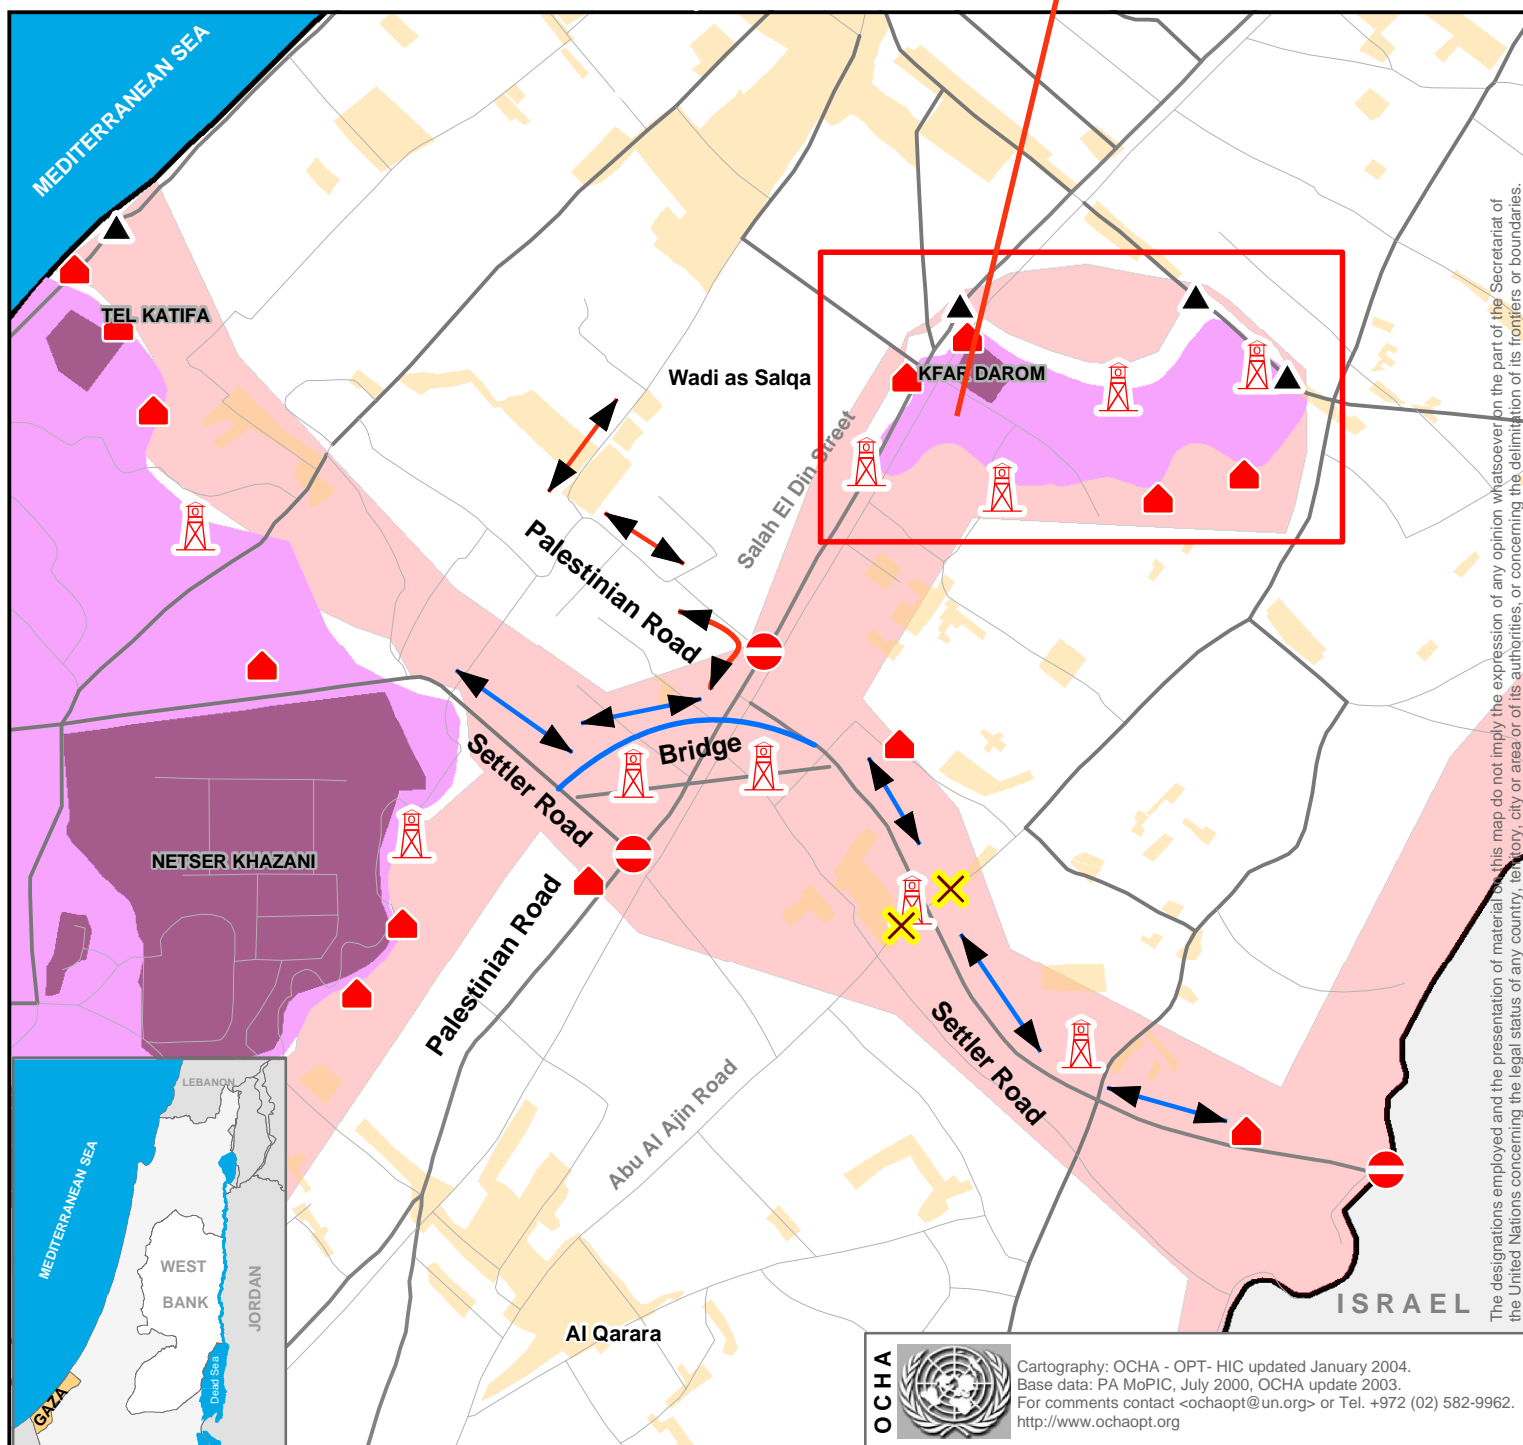 MEDITERRANEAN SEA
TEL KATIFA
Wadi as Salqa
KFAR DAROM
Salah El Din Street
Palestinian Road
Bridge
Settler Road
NETSER KHAZANI
Palestinian Road
Settler Road
Abu Al Ajin Road
Al Qarara
ISRAEL
LEBANON
MEDITERRANEAN SEA
WEST
BANK
JORDAN
Dead Sea
GAZA
OCHA
Cartography: OCHA - OPT- HIC updated January 2004.
Base data: PA MoPIC, July 2000, OCHA update 2003.
For comments contact <ochaopt@un.org> or Tel. +972 (02) 582-9962.
http://www.ochaopt.org
The designations employed and the presentation of material on this map do not imply the expression of any opinion whatsoever on the part of the Secretariat of
the United Nations concerning the legal status of any country, territory, city or area or of its authorities, or concerning the delimitation of its frontiers or boundaries.